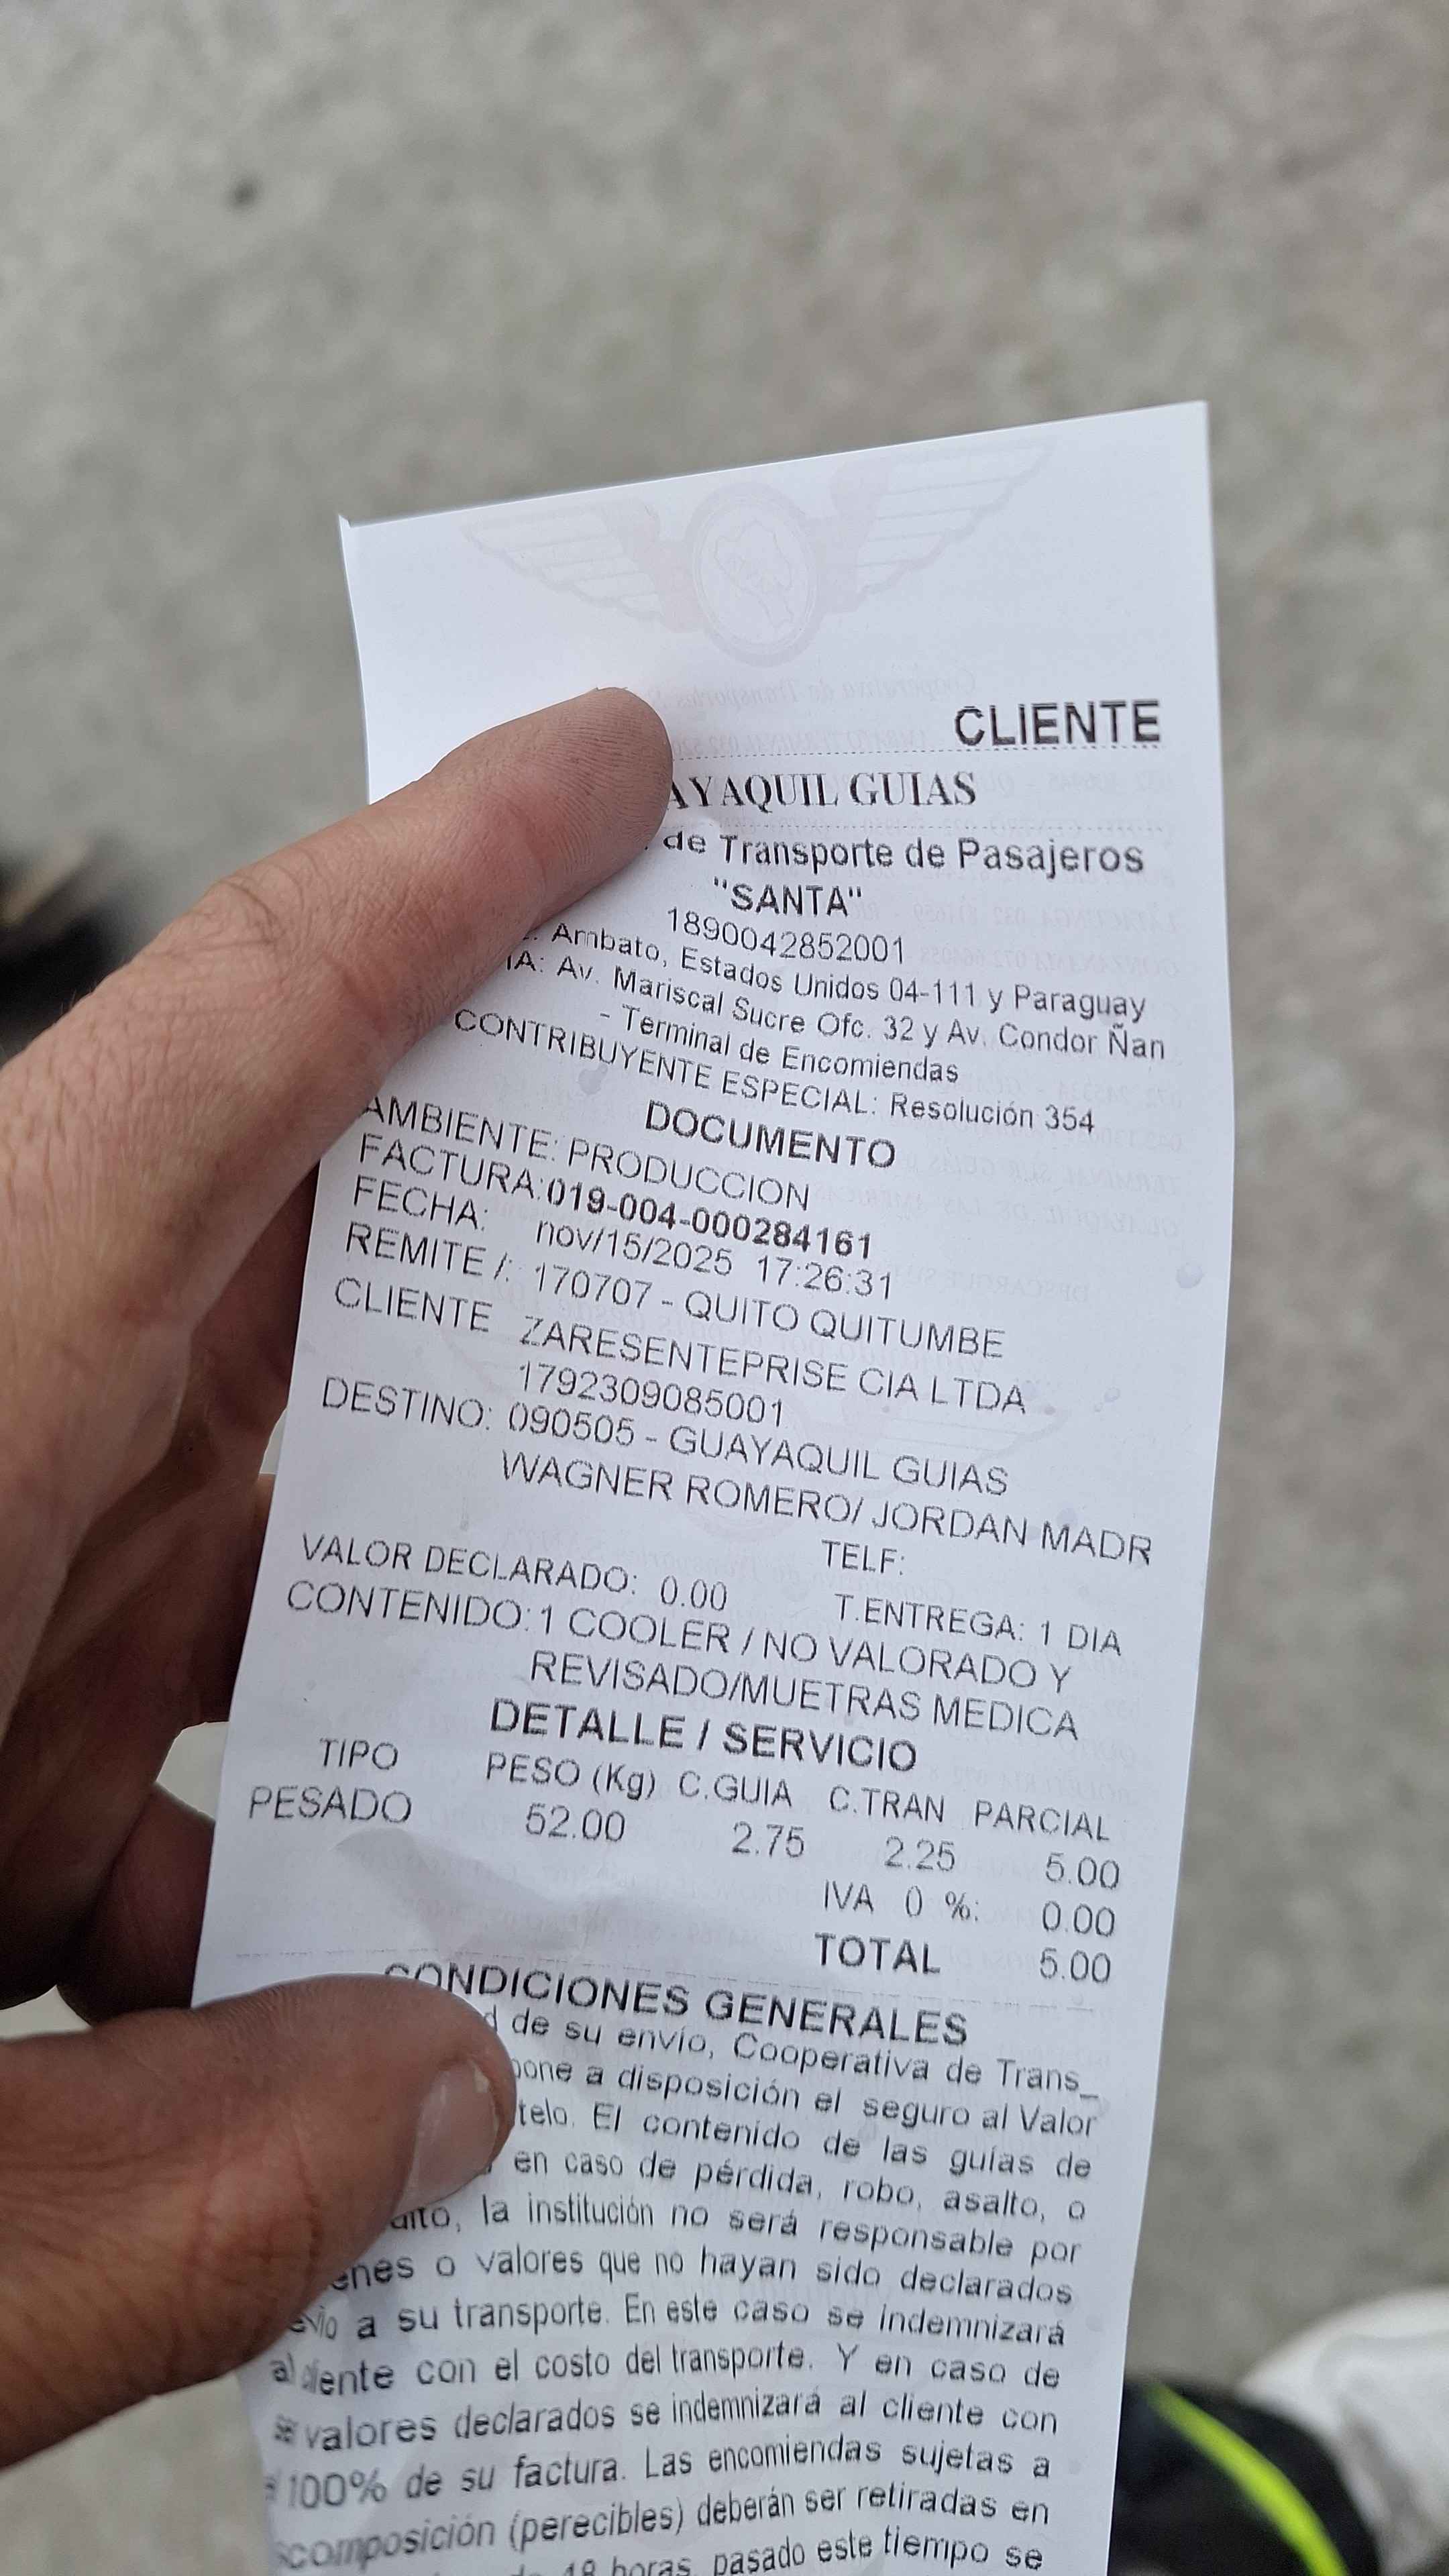 CLIENTE
AYAQUIL GUIAS
de Transporte de Pasajeros
"SANTA"
1890042852001
Ambato, Estados Unidos 04-111 y Paraguay
IA: Av. Mariscal Sucre Ofc. 32 y Av. Condor Ñan
- Terminal de Encomiendas
CONTRIBUYENTE ESPECIAL: Resolución 354
DOCUMENTO
AMBIENTE: PRODUCCION
FACTURA:019-004-000284161
FECHA: nov/15/2025 17:26:31
REMITE /: 170707 - QUITO QUITUMBE
CLIENTE ZARESENTEPRISE CIA LTDA
1792309085001
DESTINO: 090505 - GUAYAQUIL GUIAS
WAGNER ROMERO/ JORDAN MADR
TELF:
VALOR DECLARADO: 0.00 T.ENTREGA: 1 DIA
CONTENIDO: 1 COOLER / NO VALORADO Y
REVISADO/MUETRAS MEDICA
DETALLE / SERVICIO
TIPO PESO (Kg) C.GUIA C.TRAN PARCIAL
PESADO 52.00 2.75 2.25 5.00
IVA 0 %: 0.00
TOTAL 5.00
CONDICIONES GENERALES
d de su envío, Cooperativa de Trans_
pone a disposición el seguro al Valor
telo. El contenido de las guías de
en caso de pérdida, robo, asalto, o
la institución no será responsable por
enes o valores que no hayan sido declarados
a su transporte. En este caso se indemnizará
al cliente con el costo del transporte. Y en caso de
valores declarados se indemnizará al cliente con
100% de su factura. Las encomiendas sujetas a
scomposición (perecibles) deberán ser retiradas en
48 horas, pasado este tiempo se